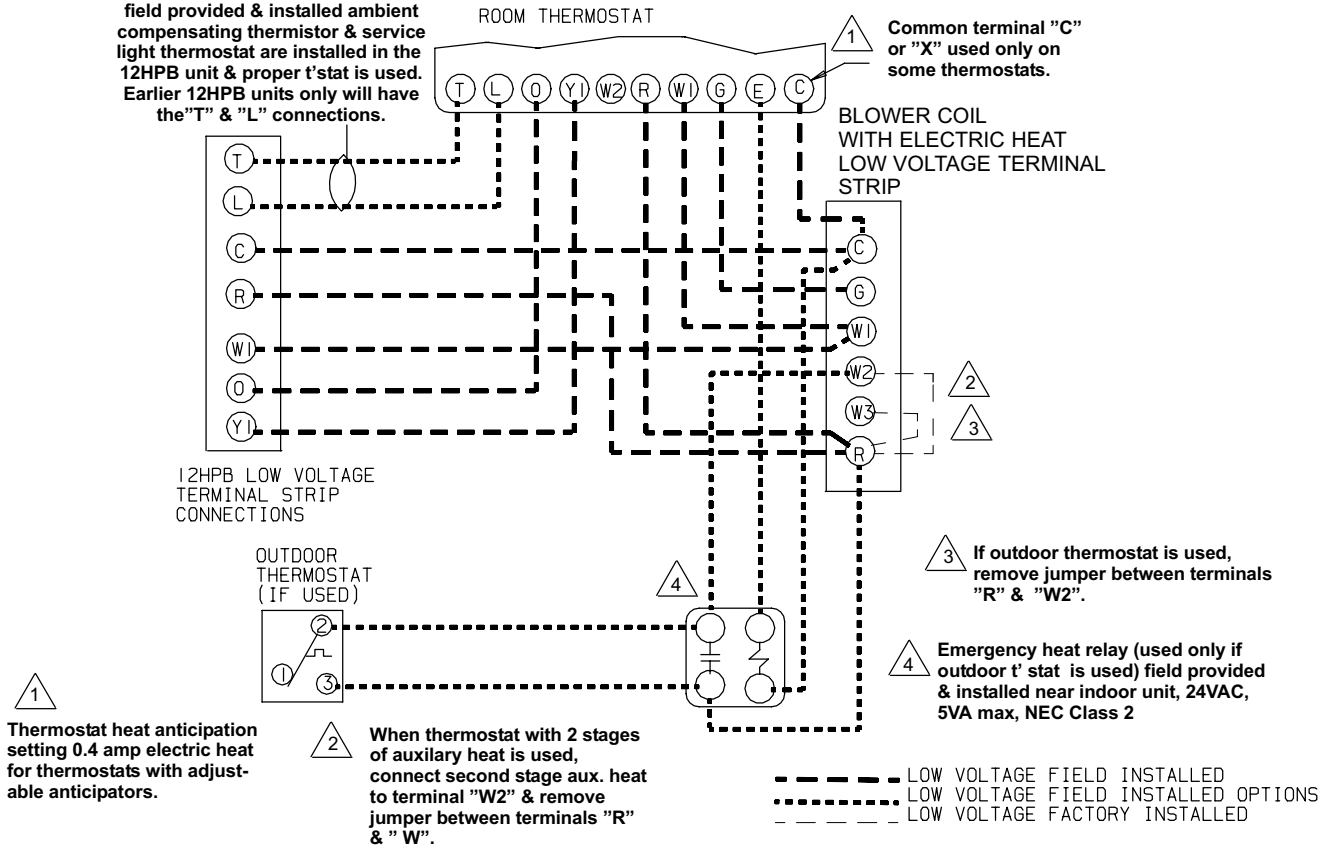 field provided & installed ambient
compensating thermistor & service
light thermostat are installed in the
12HPB unit & proper t'stat is used.
Earlier 12HPB units only will have
the"T" & "L" connections.
ROOM THERMOSTAT
1
Common terminal "C"
or "X" used only on
some thermostats.
T L O Y1 W2 R W1 G E C
BLOWER COIL
WITH ELECTRIC HEAT
LOW VOLTAGE TERMINAL
STRIP
T
L
C
R
W1
O
Y1
C
G
W1
W2
W3
R
2
3
12HPB LOW VOLTAGE
TERMINAL STRIP
CONNECTIONS
OUTDOOR
THERMOSTAT
(IF USED)
2
1
3
4
3
If outdoor thermostat is used,
remove jumper between terminals
"R" & "W2".
4
Emergency heat relay (used only if
outdoor t' stat is used) field provided
& installed near indoor unit, 24VAC,
5VA max, NEC Class 2
1
Thermostat heat anticipation
setting 0.4 amp electric heat
for thermostats with adjust-
able anticipators.
2
When thermostat with 2 stages
of auxilary heat is used,
connect second stage aux. heat
to terminal "W2" & remove
jumper between terminals "R"
& " W".
LOW VOLTAGE FIELD INSTALLED
LOW VOLTAGE FIELD INSTALLED OPTIONS
LOW VOLTAGE FACTORY INSTALLED